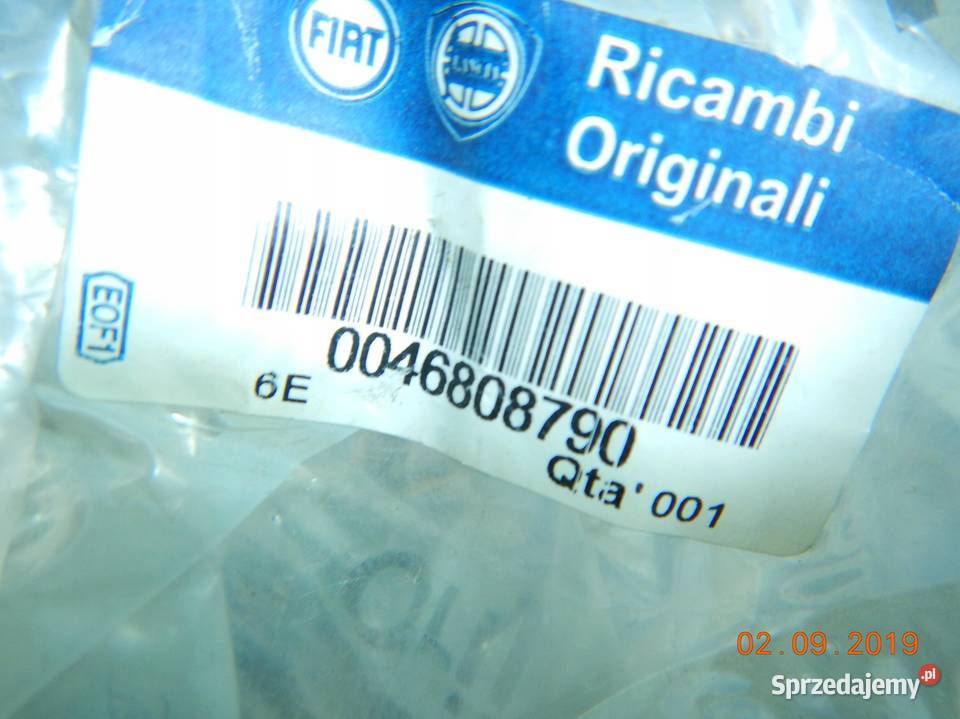 FIAT
Ricambi
Originali
EOF1
0046808790
6E
Qta' 001
02.09.2019
Sprzedajemy.pl